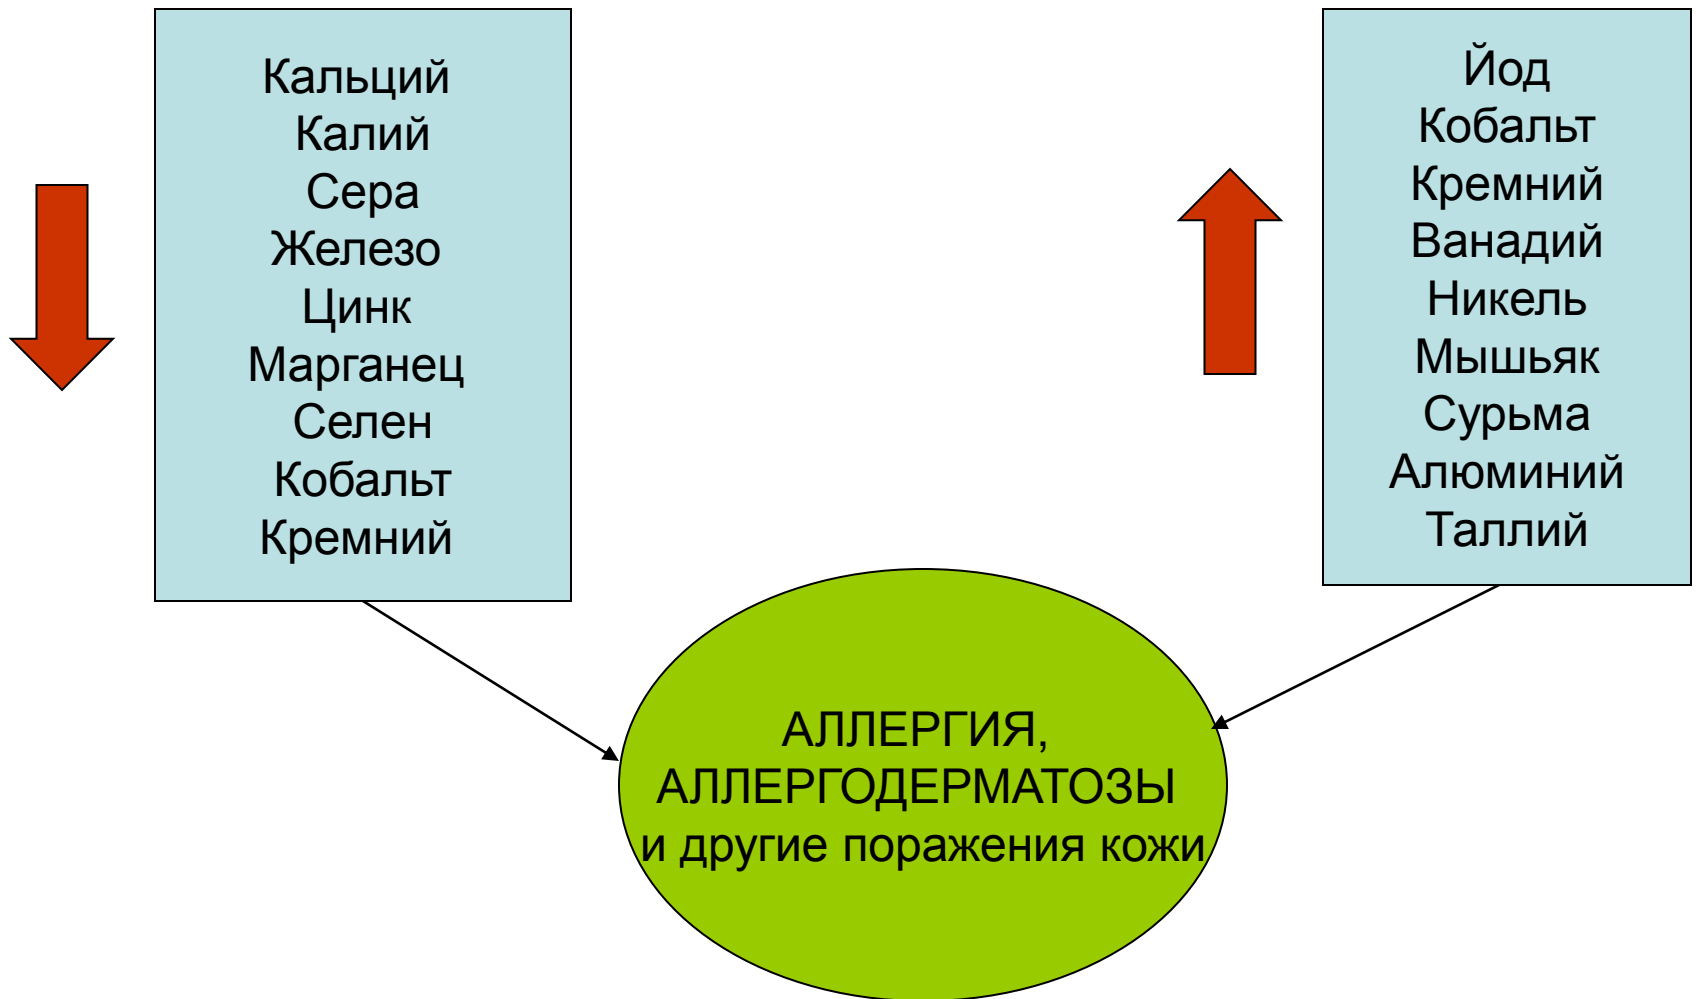 Кальций
Калий
Сера
Железо
Цинк
Марганец
Селен
Кобальт
Кремний
Йод
Кобальт
Кремний
Ванадий
Никель
Мышьяк
Сурьма
Алюминий
Таллий
АЛЛЕРГИЯ,
АЛЛЕРГОДЕРМАТОЗЫ
и другие поражения кожи